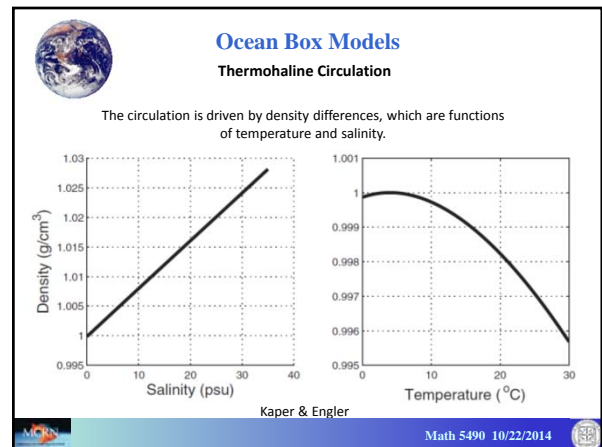 Ocean Box Models
Thermohaline Circulation
The circulation is driven by density differences, which are functions
of temperature and salinity.
1.03
1.025
1.02
1.015
1.01
1.005
1
0.995
0
10
20
30
40
Density (g/cm³)
Salinity (psu)
1.001
1
0.999
0.998
0.997
0.996
0.995
0
10
20
30
Temperature (°C)
Kaper & Engler
MCRN
Math 5490 10/22/2014